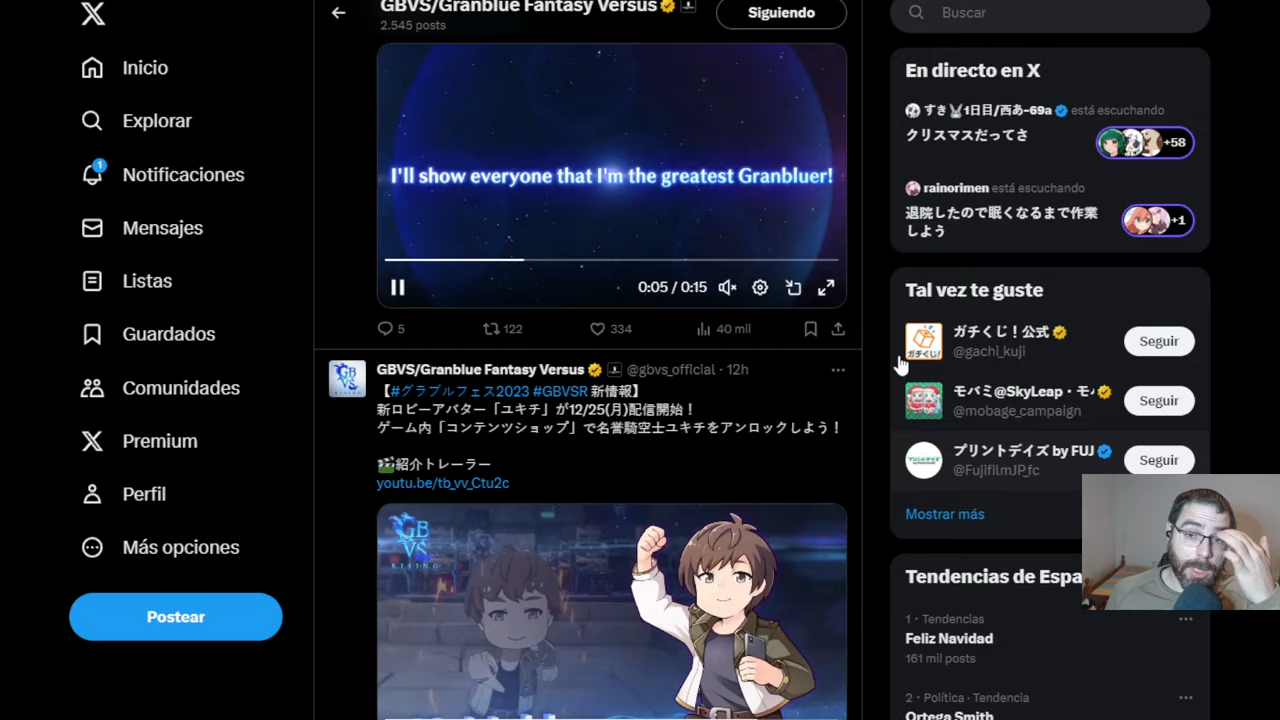 GBVS/Granblue Fantasy Versus
2.545 posts
Siguiendo
Inicio
Explorar
1
Notificaciones
Mensajes
Listas
Guardados
Comunidades
Premium
Perfil
Más opciones
Postear
I'll show everyone that I'm the greatest Granbluer!
0:05 / 0:15
5
122
334
40 mil
GBVS/Granblue Fantasy Versus @gbvs_official · 12h
【#グラブルフェス2023 #GBVSR 新情報】
新ロビーアバター「ユキチ」が12/25(月)配信開始！
ゲーム内「コンテンツショップ」で名誉騎空士ユキチをアンロックしよう！
紹介トレーラー
youtu.be/tb_vv_Ctu2c
GB
VS
RISING
Buscar
En directo en X
すき 1日目/西あ-69a está escuchando
クリスマスだってさ
+58
rainorimen está escuchando
退院したので眠くなるまで作業
しよう
+1
Tal vez te guste
ガチくじ！公式
@gachi_kuji
Seguir
モバミ@SkyLeap・モバ
@mobage_campaign
Seguir
プリントデイズ by FUJ
@FujifilmJP_fc
Seguir
Mostrar más
Tendencias de Espa
1 · Tendencias
Feliz Navidad
161 mil posts
2 · Política · Tendencia
Ortega Smith